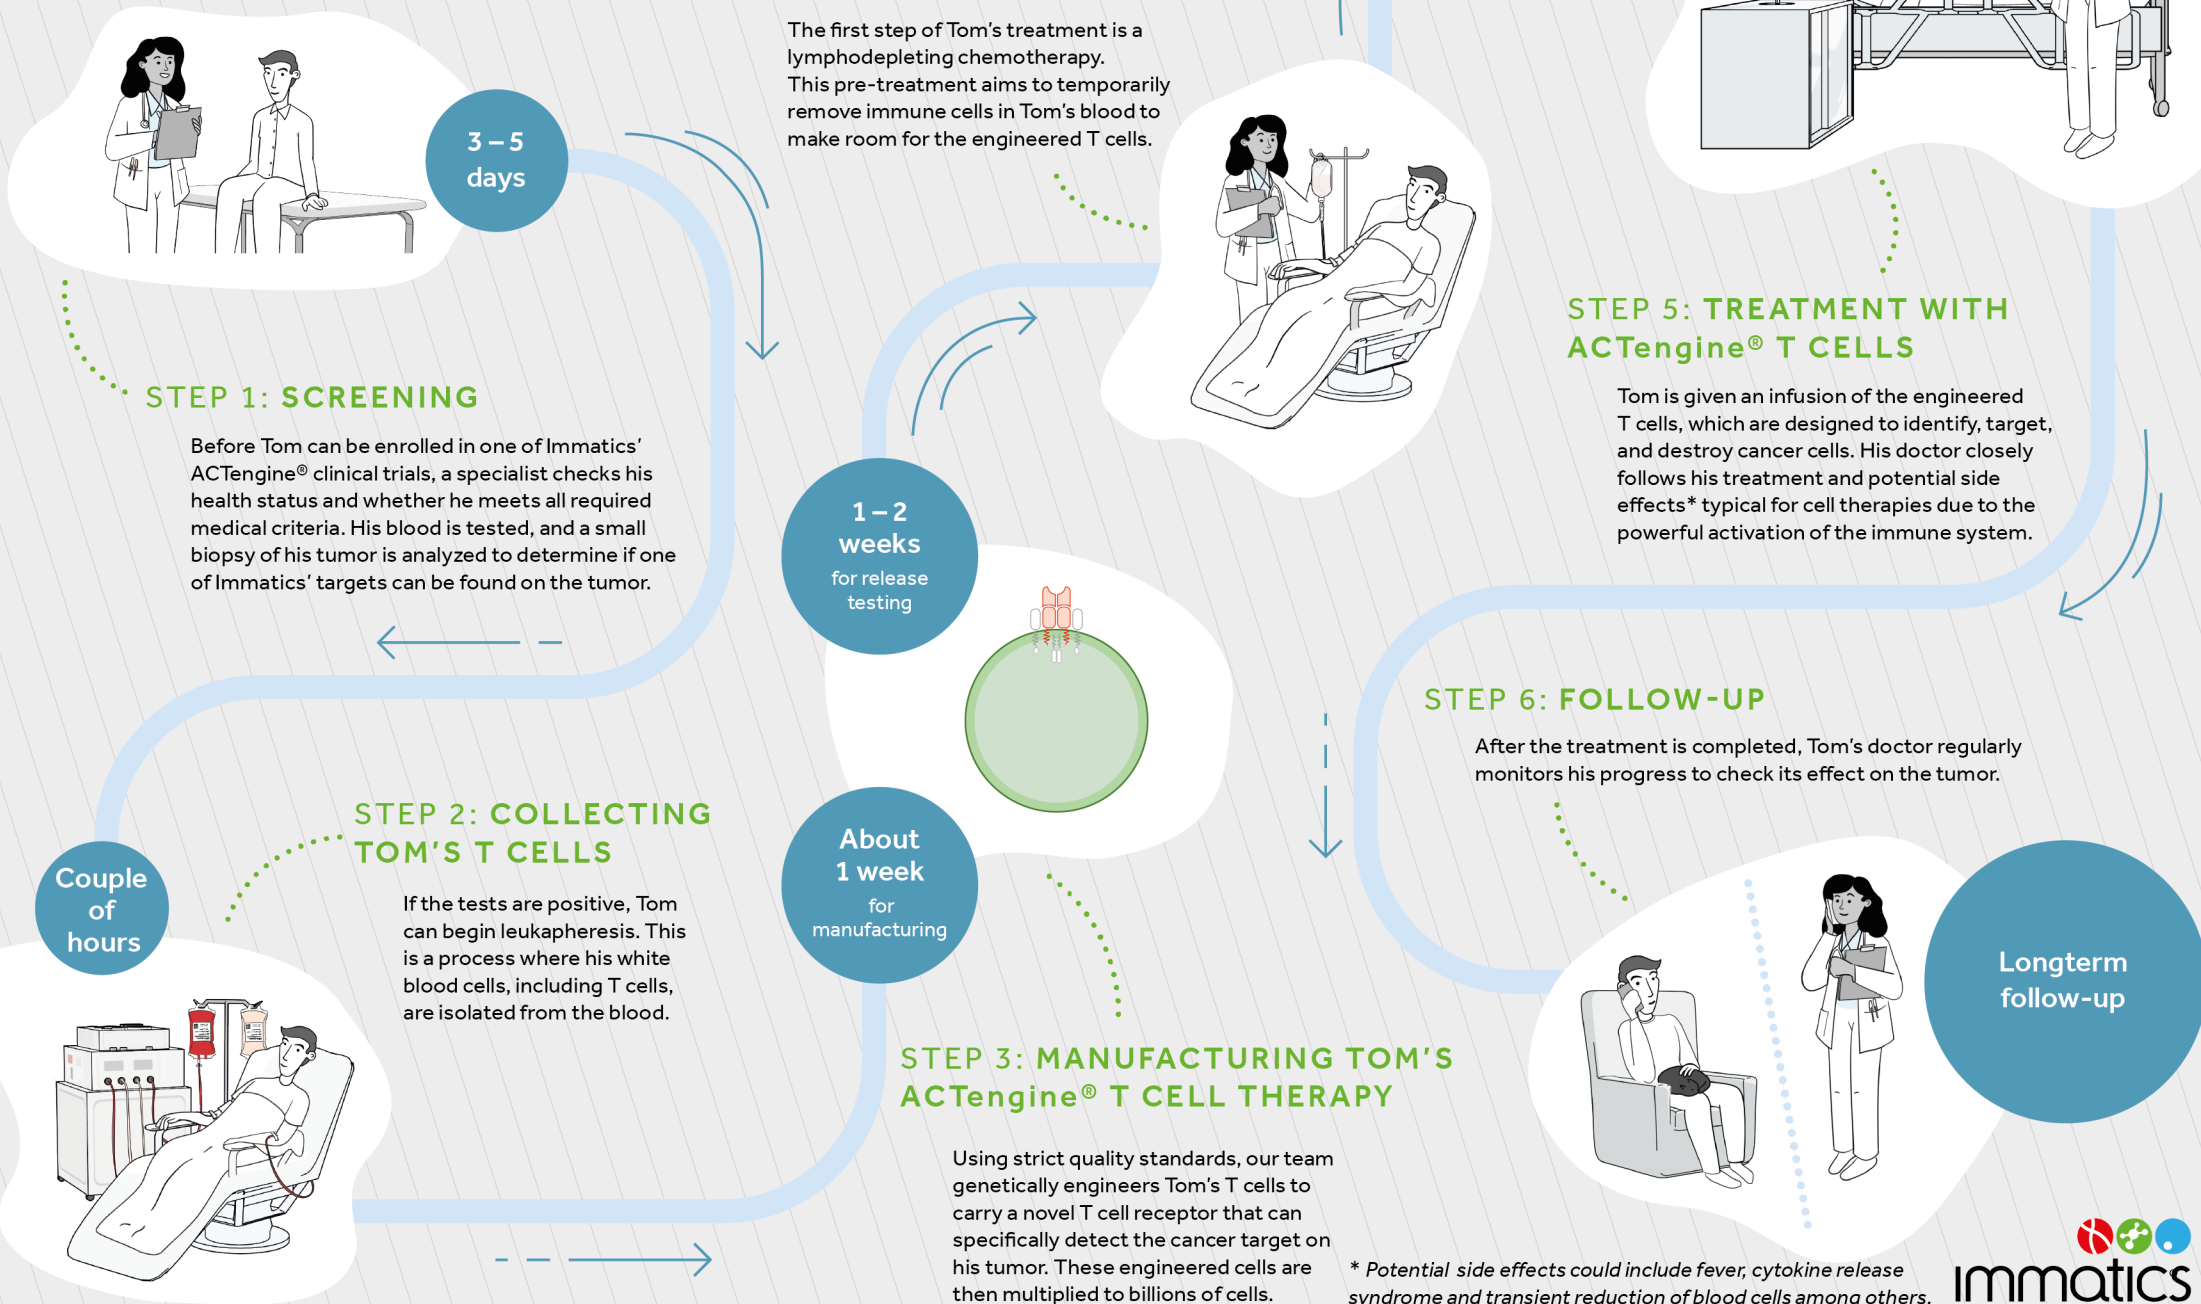 3 – 5
days
STEP 1: SCREENING
Before Tom can be enrolled in one of Immatics’
ACTengine® clinical trials, a specialist checks his
health status and whether he meets all required
medical criteria. His blood is tested, and a small
biopsy of his tumor is analyzed to determine if one
of Immatics’ targets can be found on the tumor.
Couple
of
hours
STEP 2: COLLECTING
TOM’S T CELLS
If the tests are positive, Tom
can begin leukapheresis. This
is a process where his white
blood cells, including T cells,
are isolated from the blood.
About
1 week
for
manufacturing
1 – 2
weeks
for release
testing
STEP 3: MANUFACTURING TOM’S
ACTengine® T CELL THERAPY
Using strict quality standards, our team
genetically engineers Tom’s T cells to
carry a novel T cell receptor that can
specifically detect the cancer target on
his tumor. These engineered cells are
then multiplied to billions of cells.
The first step of Tom’s treatment is a
lymphodepleting chemotherapy.
This pre-treatment aims to temporarily
remove immune cells in Tom’s blood to
make room for the engineered T cells.
STEP 5: TREATMENT WITH
ACTengine® T CELLS
Tom is given an infusion of the engineered
T cells, which are designed to identify, target,
and destroy cancer cells. His doctor closely
follows his treatment and potential side
effects* typical for cell therapies due to the
powerful activation of the immune system.
STEP 6: FOLLOW-UP
After the treatment is completed, Tom’s doctor regularly
monitors his progress to check its effect on the tumor.
Longterm
follow-up
* Potential side effects could include fever, cytokine release
syndrome and transient reduction of blood cells among others.
immatics